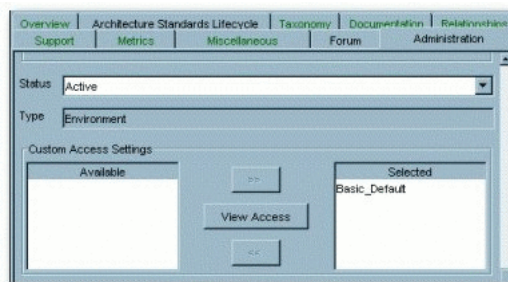 Overview Architecture Standards Lifecycle Taxonomy Documentation Relationships
Support Metrics Miscellaneous Forum Administration
Status Active
Type Environment
Custom Access Settings
Available Selected
>> Basic_Default
View Access
<<